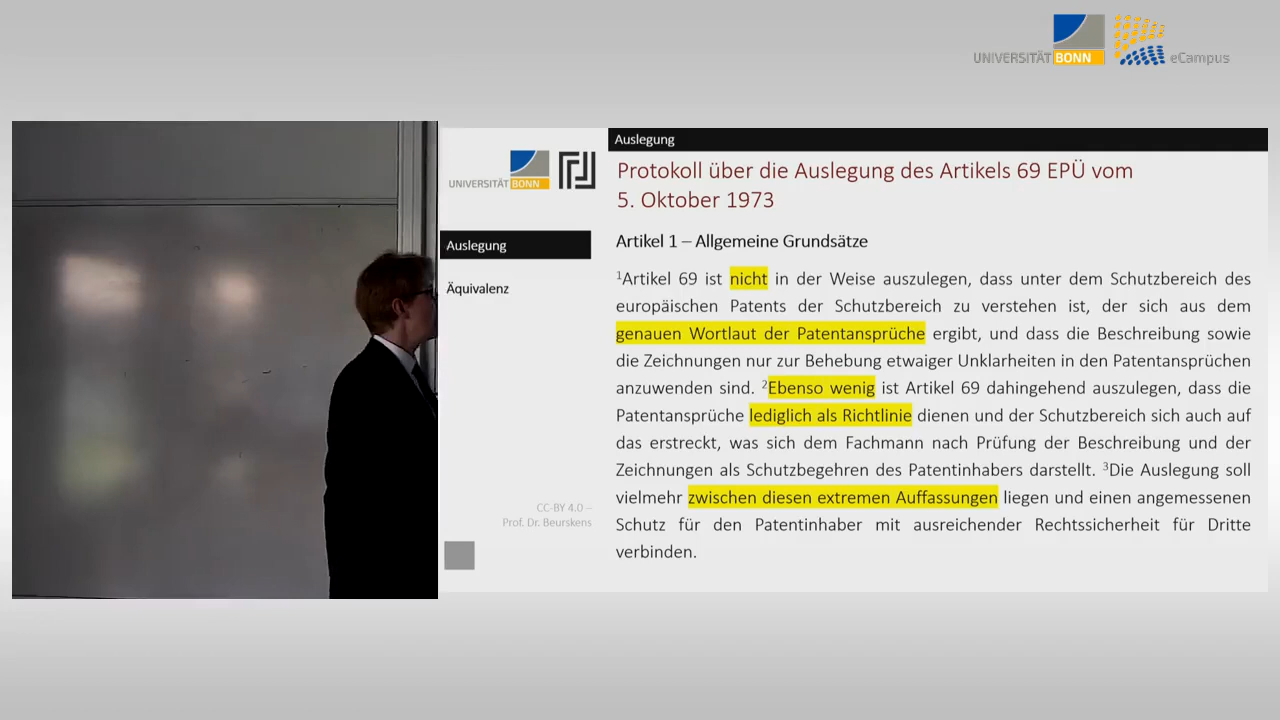 UNIVERSITÄT BONN
eCampus
Auslegung
UNIVERSITÄT BONN
Protokoll über die Auslegung des Artikels 69 EPÜ vom
5. Oktober 1973
Auslegung
Äquivalenz
Artikel 1 – Allgemeine Grundsätze
¹Artikel 69 ist nicht in der Weise auszulegen, dass unter dem Schutzbereich des
europäischen Patents der Schutzbereich zu verstehen ist, der sich aus dem
genauen Wortlaut der Patentansprüche ergibt, und dass die Beschreibung sowie
die Zeichnungen nur zur Behebung etwaiger Unklarheiten in den Patentansprüchen
anzuwenden sind. ²Ebenso wenig ist Artikel 69 dahingehend auszulegen, dass die
Patentansprüche lediglich als Richtlinie dienen und der Schutzbereich sich auch auf
das erstreckt, was sich dem Fachmann nach Prüfung der Beschreibung und der
Zeichnungen als Schutzbegehren des Patentinhabers darstellt. ³Die Auslegung soll
vielmehr zwischen diesen extremen Auffassungen liegen und einen angemessenen
Schutz für den Patentinhaber mit ausreichender Rechtssicherheit für Dritte
verbinden.
CC-BY 4.0 –
Prof. Dr. Beurskens